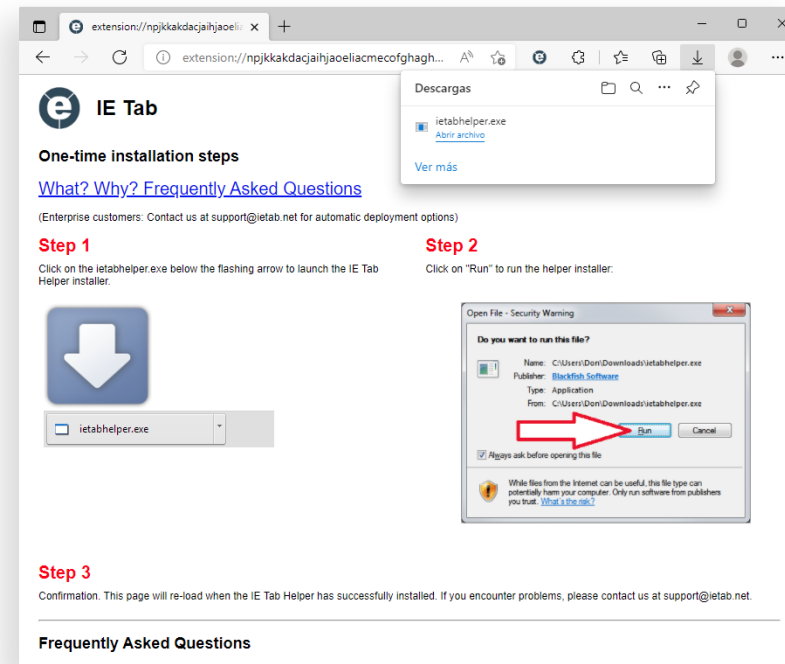 extension://npjkkakdacjaihjaoeli
extension://npjkkakdacjaihjaoeliacmecofghagh...
Descargas
ietabhelper.exe
Abrir archivo
Ver más
IE Tab
One-time installation steps
What? Why? Frequently Asked Questions
(Enterprise customers: Contact us at support@ietab.net for automatic deployment options)
Step 1
Click on the ietabhelper.exe below the flashing arrow to launch the IE Tab
Helper installer.
ietabhelper.exe
Step 2
Click on "Run" to run the helper installer:
Open File - Security Warning
Do you want to run this file?
Name: C:\Users\Don\Downloads\ietabhelper.exe
Publisher: Blackfish Software
Type: Application
From: C:\Users\Don\Downloads\ietabhelper.exe
Run
Cancel
Always ask before opening this file
While files from the Internet can be useful, this file type can
potentially harm your computer. Only run software from publishers
you trust. What's the risk?
Step 3
Confirmation. This page will re-load when the IE Tab Helper has successfully installed. If you encounter problems, please contact us at support@ietab.net.
Frequently Asked Questions